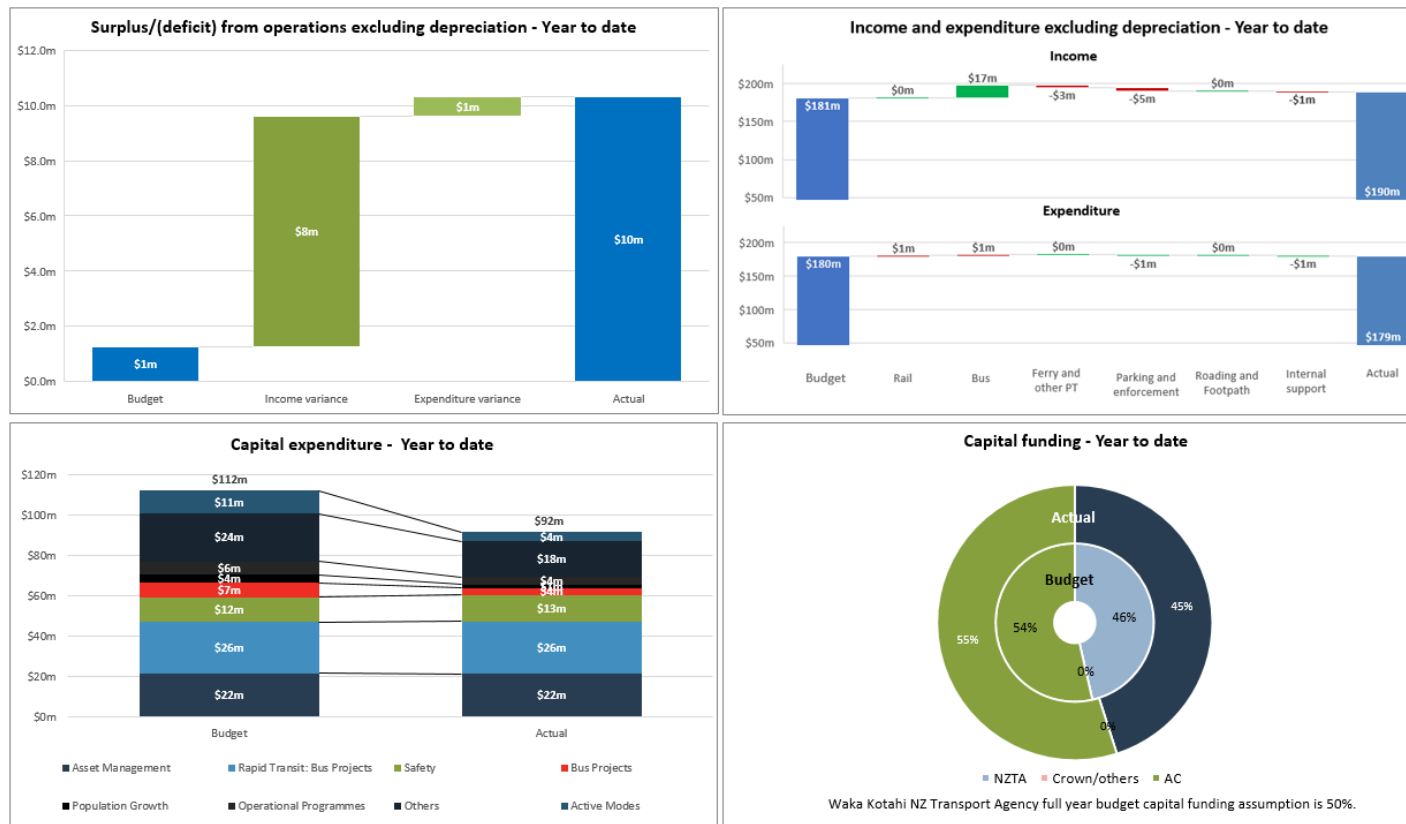 Surplus/(deficit) from operations excluding depreciation - Year to date
$12.0m
$10.0m
$8.0m
$6.0m
$4.0m
$2.0m
$0.0m
$1m
$8m
$1m
$10m
Budget
Income variance
Expenditure variance
Actual
Income and expenditure excluding depreciation - Year to date
Income
$200m
$150m
$100m
$50m
$181m
$0m
$17m
-$3m
-$5m
$0m
-$1m
$190m
Expenditure
$200m
$150m
$100m
$50m
$180m
$1m
$1m
$0m
-$1m
$0m
-$1m
$179m
Budget
Rail
Bus
Ferry and
other PT
Parking and
enforcement
Roading and
Footpath
Internal
support
Actual
Capital expenditure - Year to date
$120m
$100m
$80m
$60m
$40m
$20m
$0m
$112m
$11m
$24m
$6m
$4m
$7m
$12m
$26m
$22m
$92m
$4m
$18m
$4m
$1m
$4m
$13m
$26m
$22m
Budget
Actual
Asset Management
Rapid Transit: Bus Projects
Safety
Bus Projects
Population Growth
Operational Programmes
Others
Active Modes
Capital funding - Year to date
Actual
Budget
55%
54%
46%
45%
0%
0%
NZTA
Crown/others
AC
Waka Kotahi NZ Transport Agency full year budget capital funding assumption is 50%.